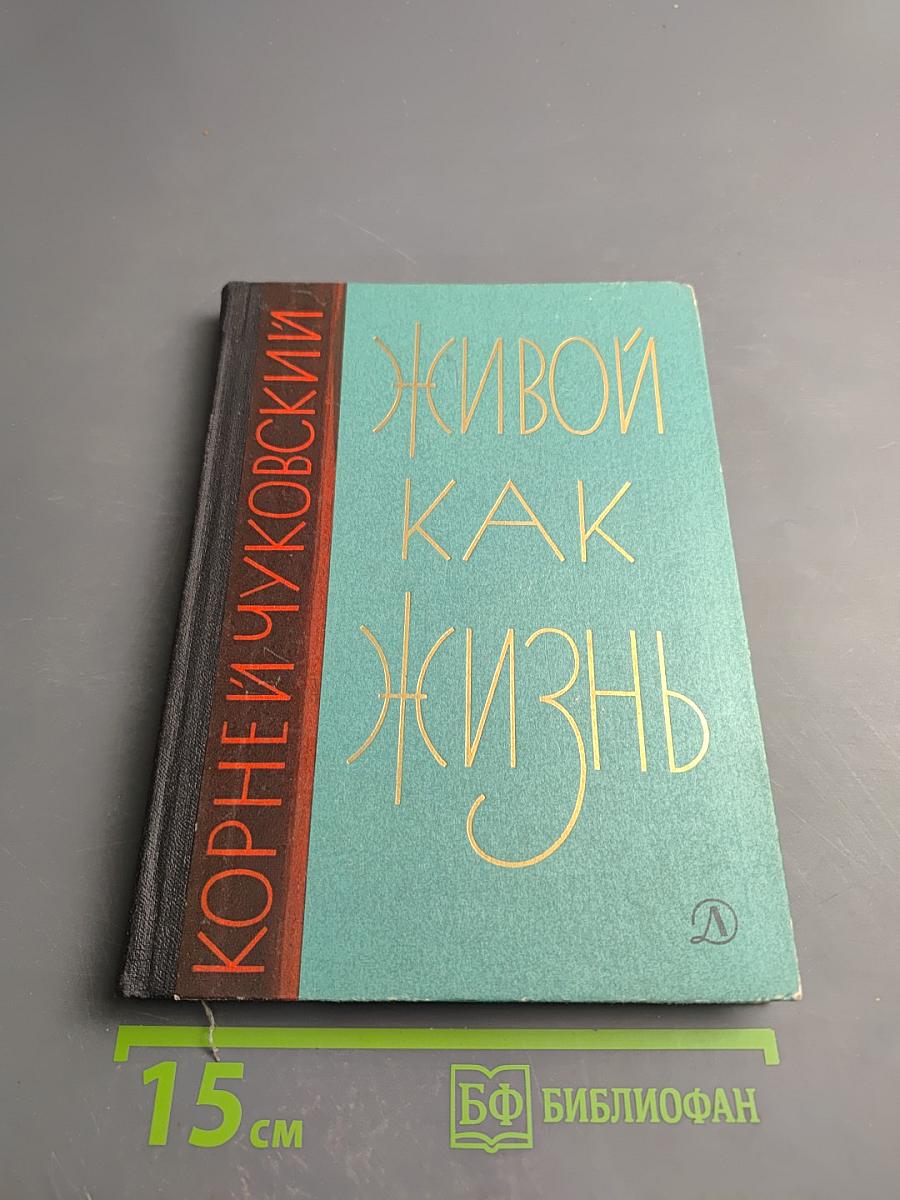 КОРНЕЙ ЧУКОВСКИЙ
ЖИВОЙ
КАК
ЖИЗНЬ
Д
15 см
БФ БИБЛИОФАН